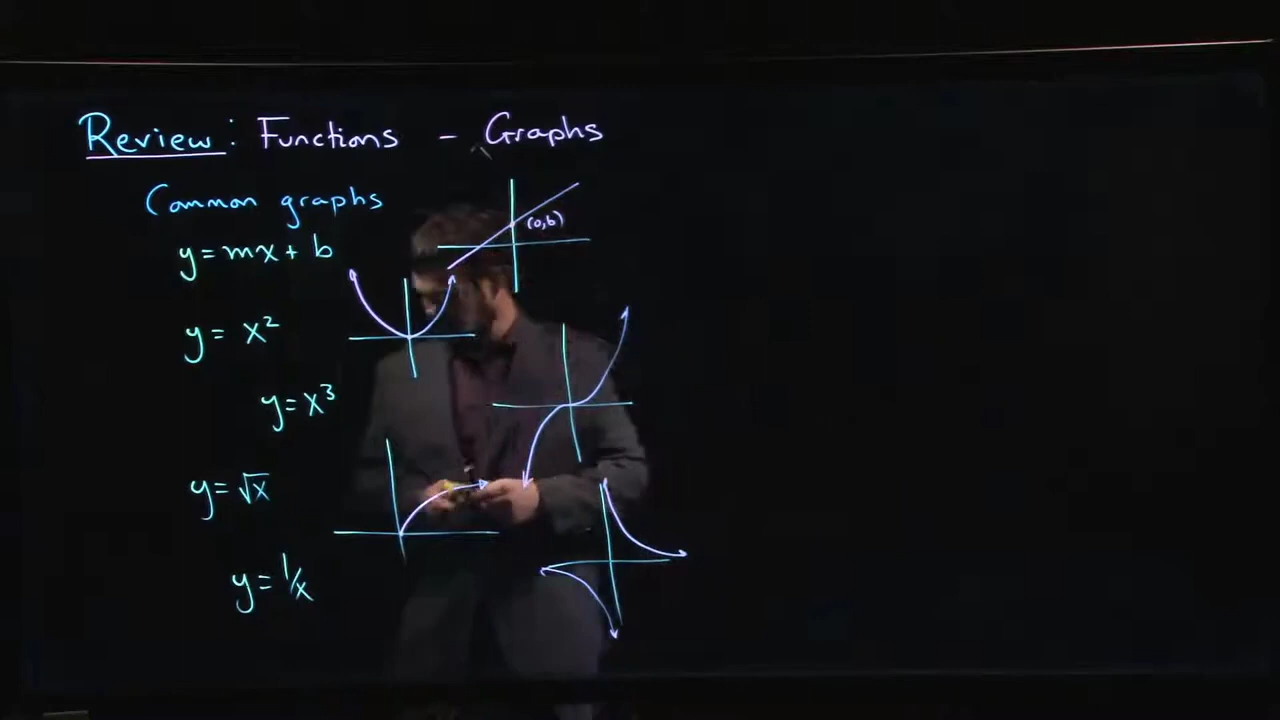 Review: Functions - Graphs
Common graphs
y = mx + b
(0,b)
y = x²
y = x³
y = √x
y = 1/x